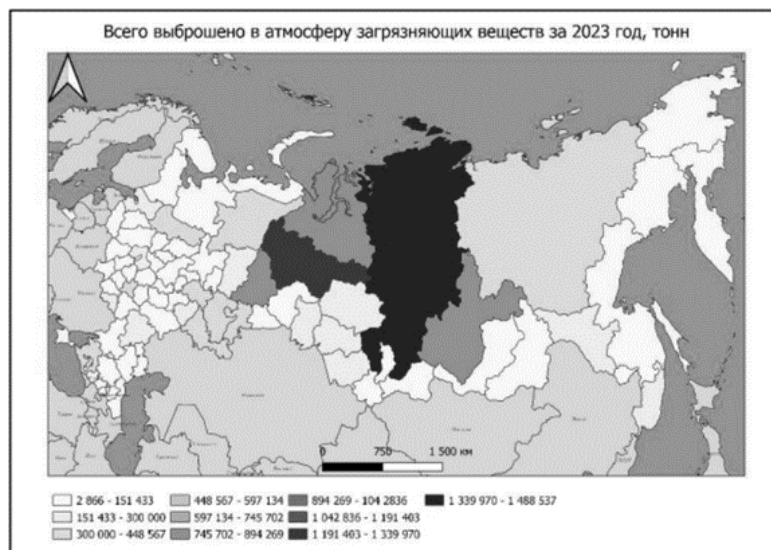 Всего выброшено в атмосферу загрязняющих веществ за 2023 год, тонн
0 750 1 500 км
2 866 - 151 433 448 567 - 597 134 894 269 - 104 2836 1 339 970 - 1 488 537
151 433 - 300 000 597 134 - 745 702 1 042 836 - 1 191 403
300 000 - 448 567 745 702 - 894 269 1 191 403 - 1 339 970